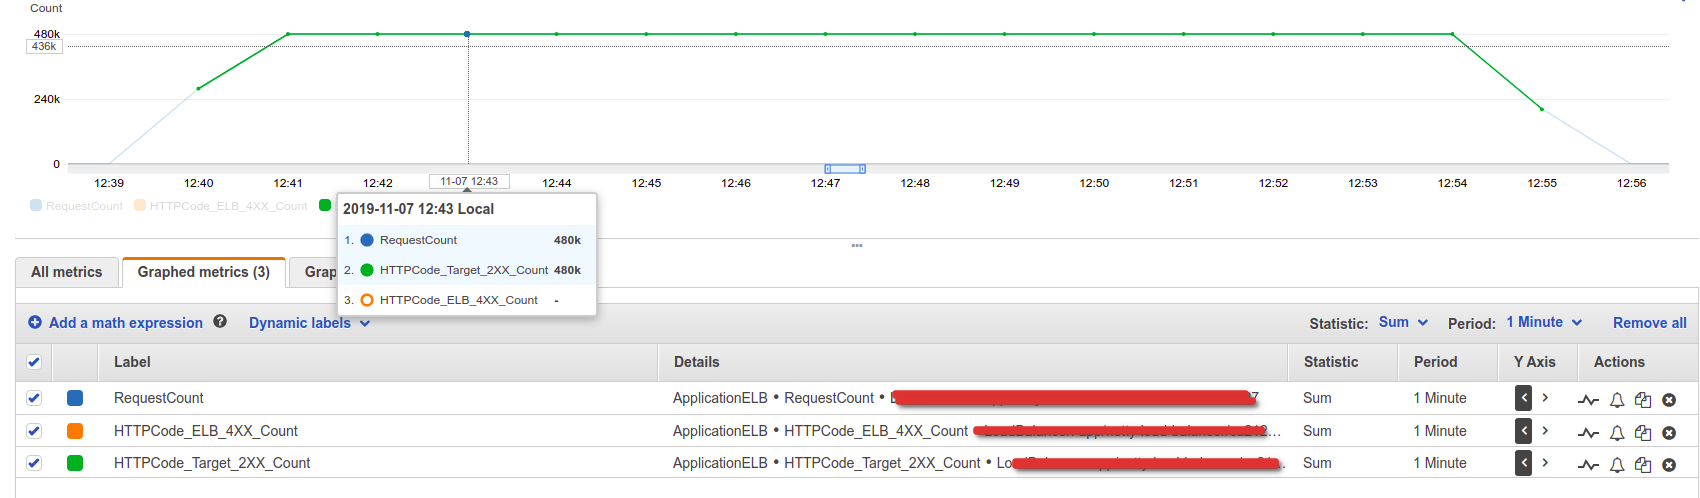 Count
480k
436k
240k
0
12:39 12:40 12:41 12:42 11-07 12:43 12:44 12:45 12:46 12:47 12:48 12:49 12:50 12:51 12:52 12:53 12:54 12:55 12:56
RequestCount HTTPCode_ELB_4XX_Count
2019-11-07 12:43 Local
1. RequestCount 480k
2. HTTPCode_Target_2XX_Count 480k
3. HTTPCode_ELB_4XX_Count -
All metrics Graphed metrics (3) Grap
Add a math expression ? Dynamic labels Statistic: Sum Period: 1 Minute Remove all
Label Details Statistic Period Y Axis Actions
RequestCount ApplicationELB • RequestCount • Sum 1 Minute < >
HTTPCode_ELB_4XX_Count ApplicationELB • HTTPCode_ELB_4XX_Count Sum 1 Minute < >
HTTPCode_Target_2XX_Count ApplicationELB • HTTPCode_Target_2XX_Count • Sum 1 Minute < >